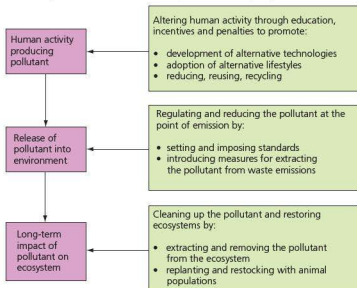 Human activity
producing
pollutant
Altering human activity through education,
incentives and penalties to promote:
• development of alternative technologies
• adoption of alternative lifestyles
• reducing, reusing, recycling
Release of
pollutant into
environment
Regulating and reducing the pollutant at the
point of emission by:
• setting and imposing standards
• introducing measures for extracting
the pollutant from waste emissions
Long-term
impact of
pollutant on
ecosystem
Cleaning up the pollutant and restoring
ecosystems by:
• extracting and removing the pollutant
from the ecosystem
• replanting and restocking with animal
populations